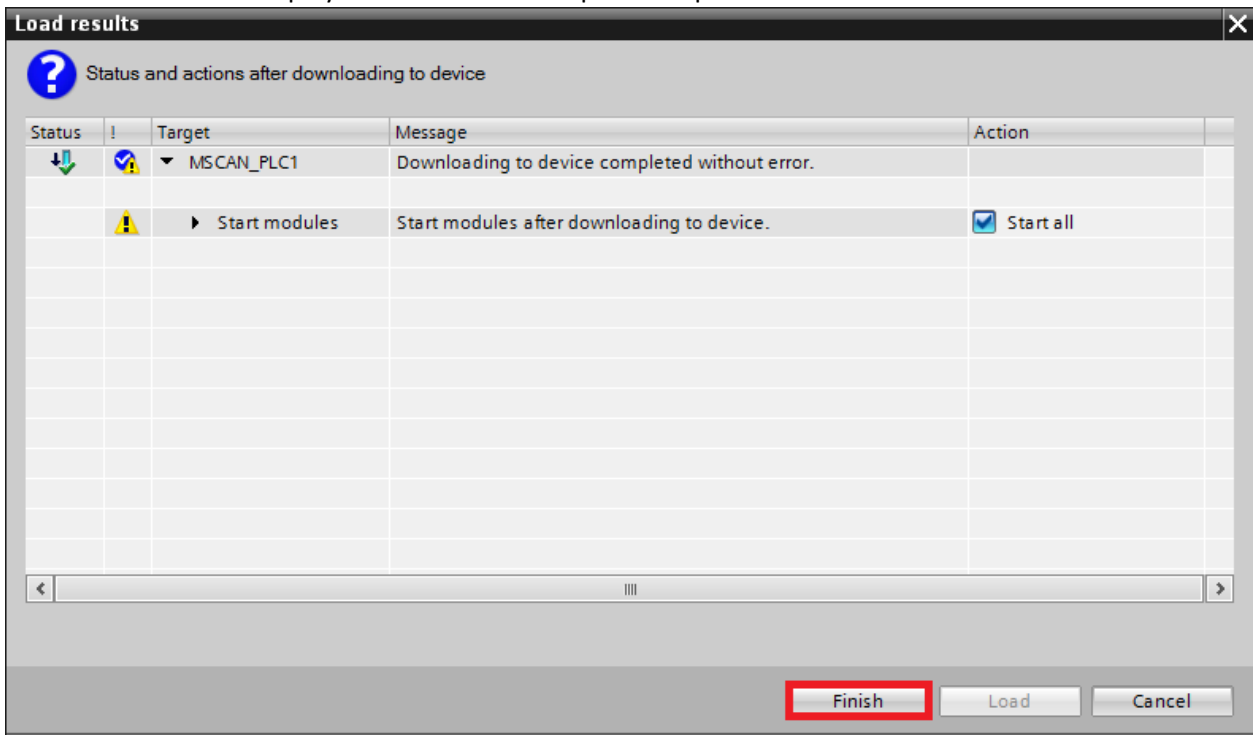 Load results
Status and actions after downloading to device
Status ! Target Message Action
MSCAN_PLC1 Downloading to device completed without error.
Start modules Start modules after downloading to device. Start all
Finish Load Cancel